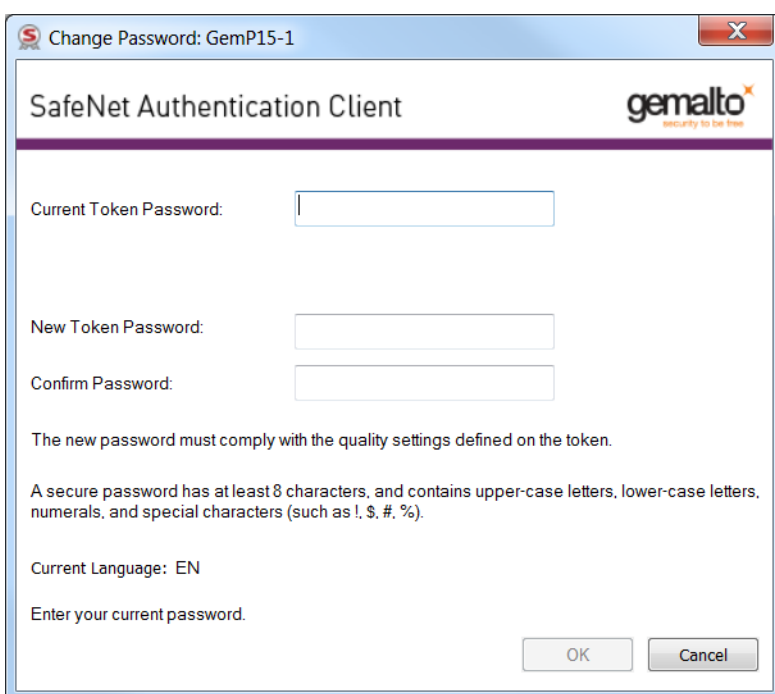 Change Password: GemP15-1
SafeNet Authentication Client
gemalto
security to be free
Current Token Password:
New Token Password:
Confirm Password:
The new password must comply with the quality settings defined on the token.
A secure password has at least 8 characters, and contains upper-case letters, lower-case letters,
numerals, and special characters (such as !, $, #, %).
Current Language: EN
Enter your current password.
OK Cancel